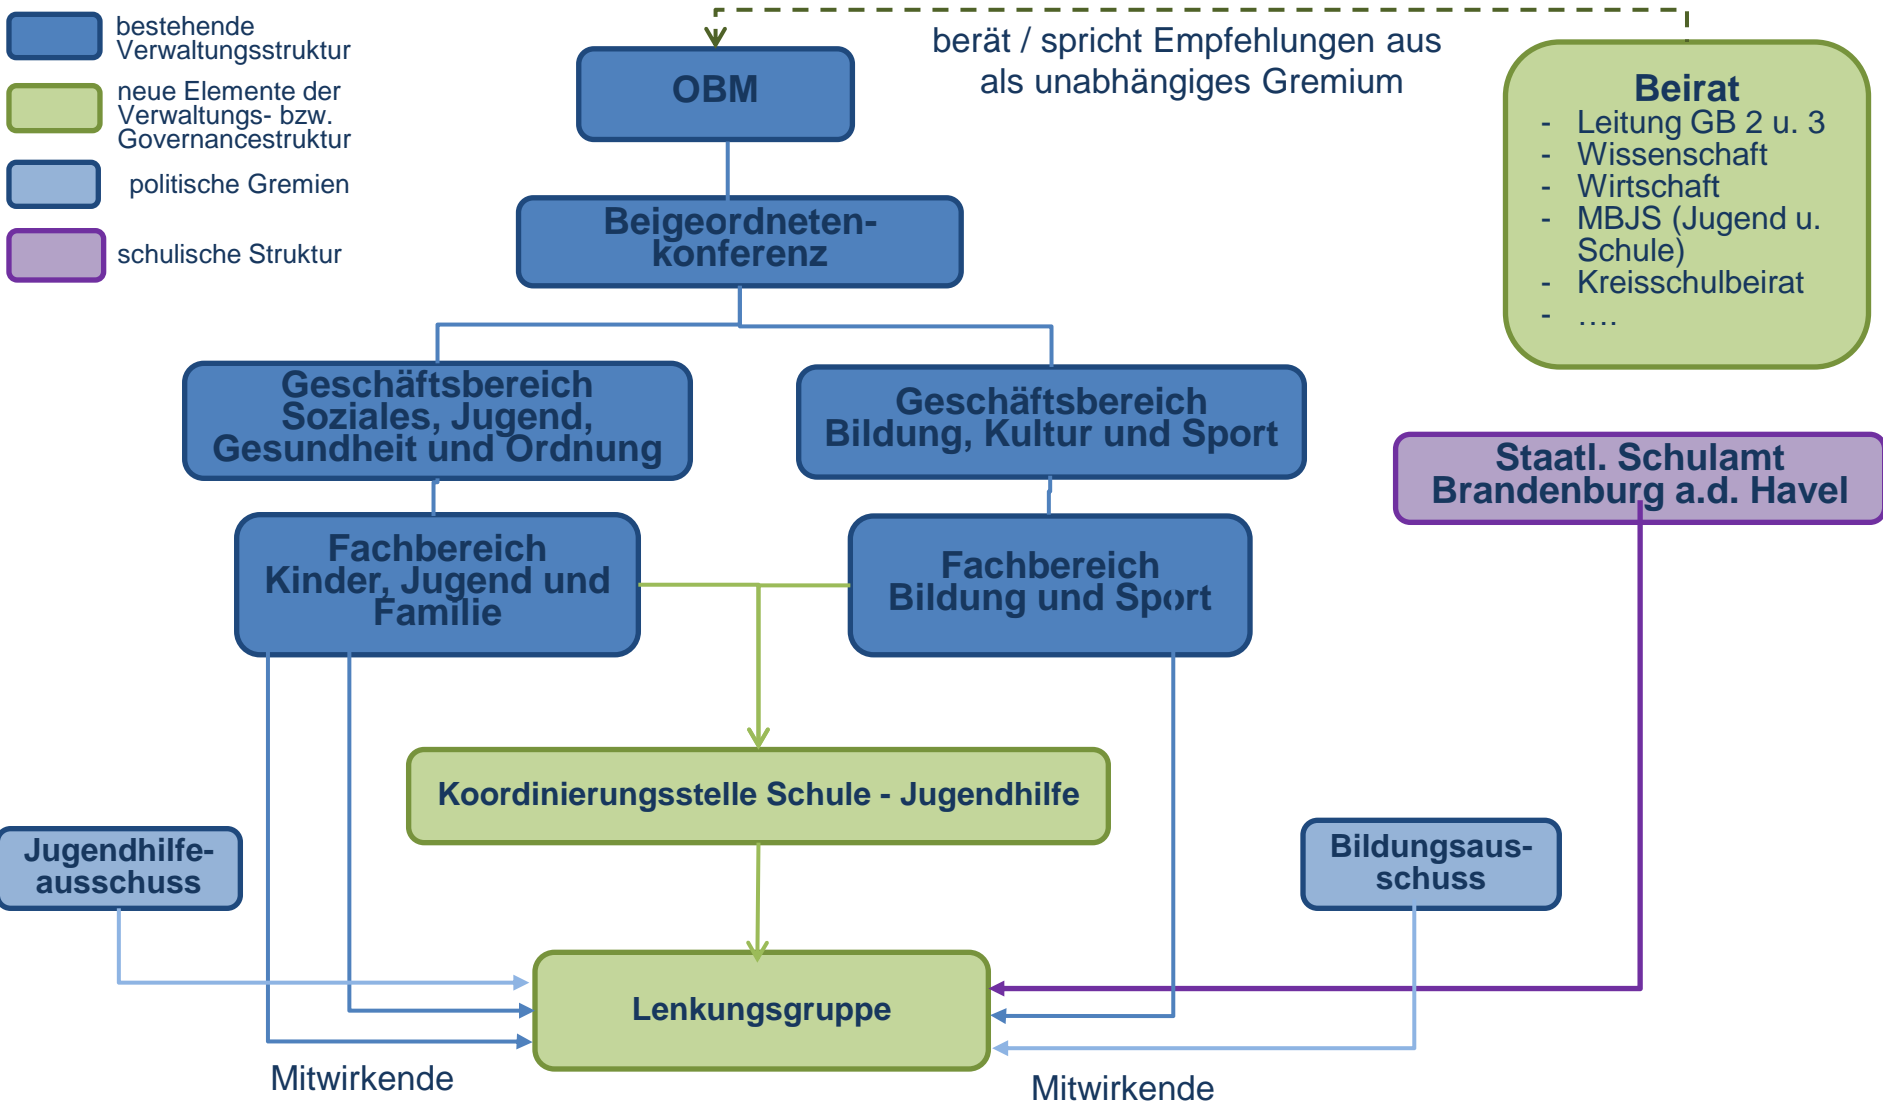 bestehende
Verwaltungsstruktur
neue Elemente der
Verwaltungs- bzw.
Governancestruktur
politische Gremien
schulische Struktur
OBM
berät / spricht Empfehlungen aus
als unabhängiges Gremium
Beirat
- Leitung GB 2 u. 3
- Wissenschaft
- Wirtschaft
- MBJS (Jugend u.
Schule)
- Kreisschulbeirat
- ….
Beigeordneten-
konferenz
Geschäftsbereich
Soziales, Jugend,
Gesundheit und Ordnung
Geschäftsbereich
Bildung, Kultur und Sport
Staatl. Schulamt
Brandenburg a.d. Havel
Fachbereich
Kinder, Jugend und
Familie
Fachbereich
Bildung und Sport
Koordinierungsstelle Schule - Jugendhilfe
Jugendhilfe-
ausschuss
Bildungsaus-
schuss
Lenkungsgruppe
Mitwirkende
Mitwirkende